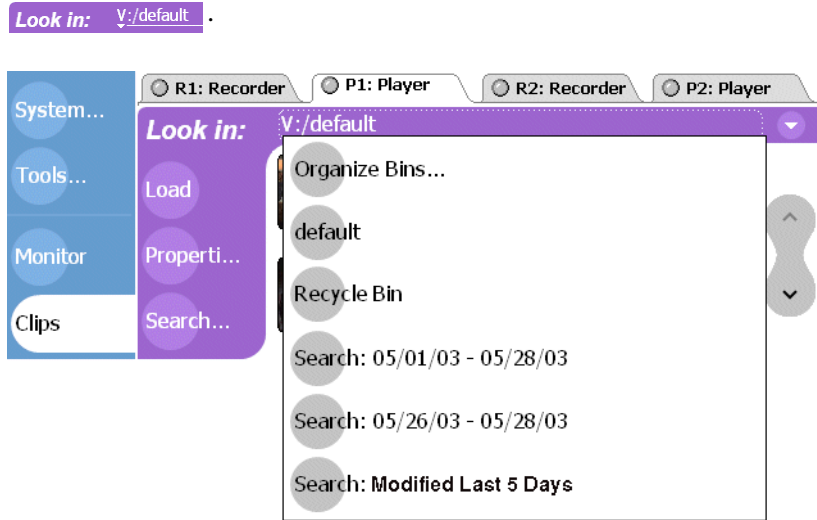 Look in: V:/default .
R1: Recorder P1: Player R2: Recorder P2: Player
System...
Look in: V:/default
Tools...
Load
Properti...
Search...
Monitor
Clips
Organize Bins...
default
Recycle Bin
Search: 05/01/03 - 05/28/03
Search: 05/26/03 - 05/28/03
Search: Modified Last 5 Days